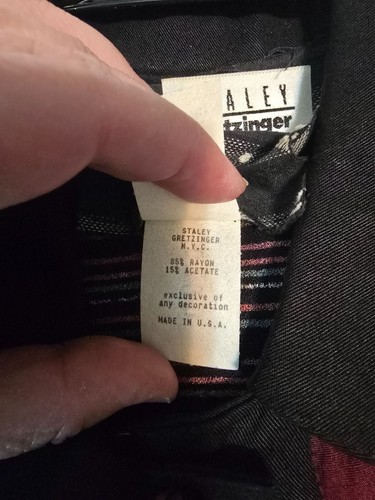 ALEY
tzinger
STALEY
GRETZINGER
N.Y.C.
85% RAYON
15% ACETATE
exclusive of
any decoration
MADE IN U.S.A.